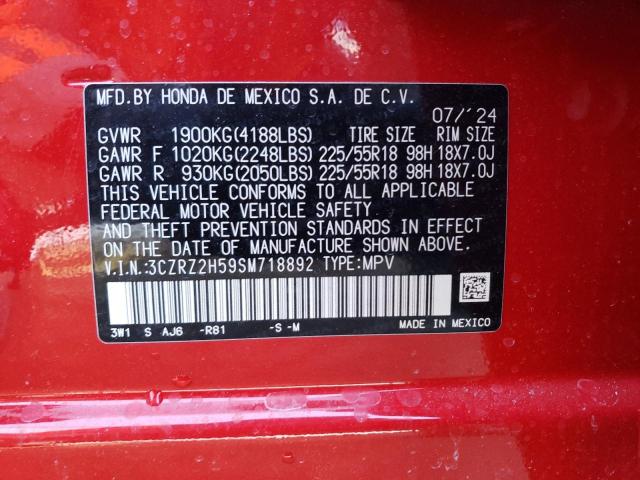 MFD.BY HONDA DE MEXICO S.A. DE C.V.
07/´24
GVWR 1900KG(4188LBS) TIRE SIZE RIM SIZE
GAWR F 1020KG(2248LBS) 225/55R18 98H 18X7.0J
GAWR R 930KG(2050LBS) 225/55R18 98H 18X7.0J
THIS VEHICLE CONFORMS TO ALL APPLICABLE
FEDERAL MOTOR VEHICLE SAFETY
AND THEFT PREVENTION STANDARDS IN EFFECT
ON THE DATE OF MANUFACTURE SHOWN ABOVE.
V.I.N.:3CZRZ2H59SM718892 TYPE:MPV
3W1 S AJ6 -R81 -S -M MADE IN MEXICO